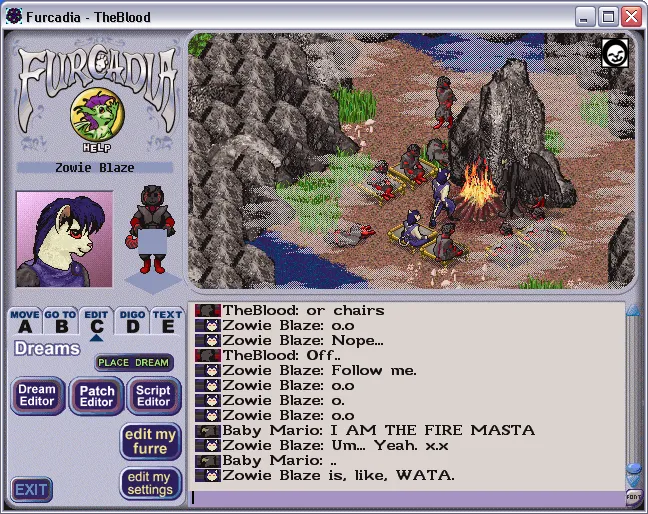 Furcadia - TheBlood
FURCADIA
HELP
Zowie Blaze
MOVE GO TO EDIT DIGO TEXT
A B C D E
Dreams
PLACE DREAM
Dream Editor
Patch Editor
Script Editor
edit my furre
edit my settings
EXIT
TheBlood: or chairs
Zowie Blaze: o.o
Zowie Blaze: Nope...
TheBlood: Off..
Zowie Blaze: Follow me.
Zowie Blaze: o.o
Zowie Blaze: o.
Zowie Blaze: o.o
Baby Mario: I AM THE FIRE MASTA
Zowie Blaze: Um... Yeah. x.x
Baby Mario: ..
Zowie Blaze is, like, WATA.
FONT